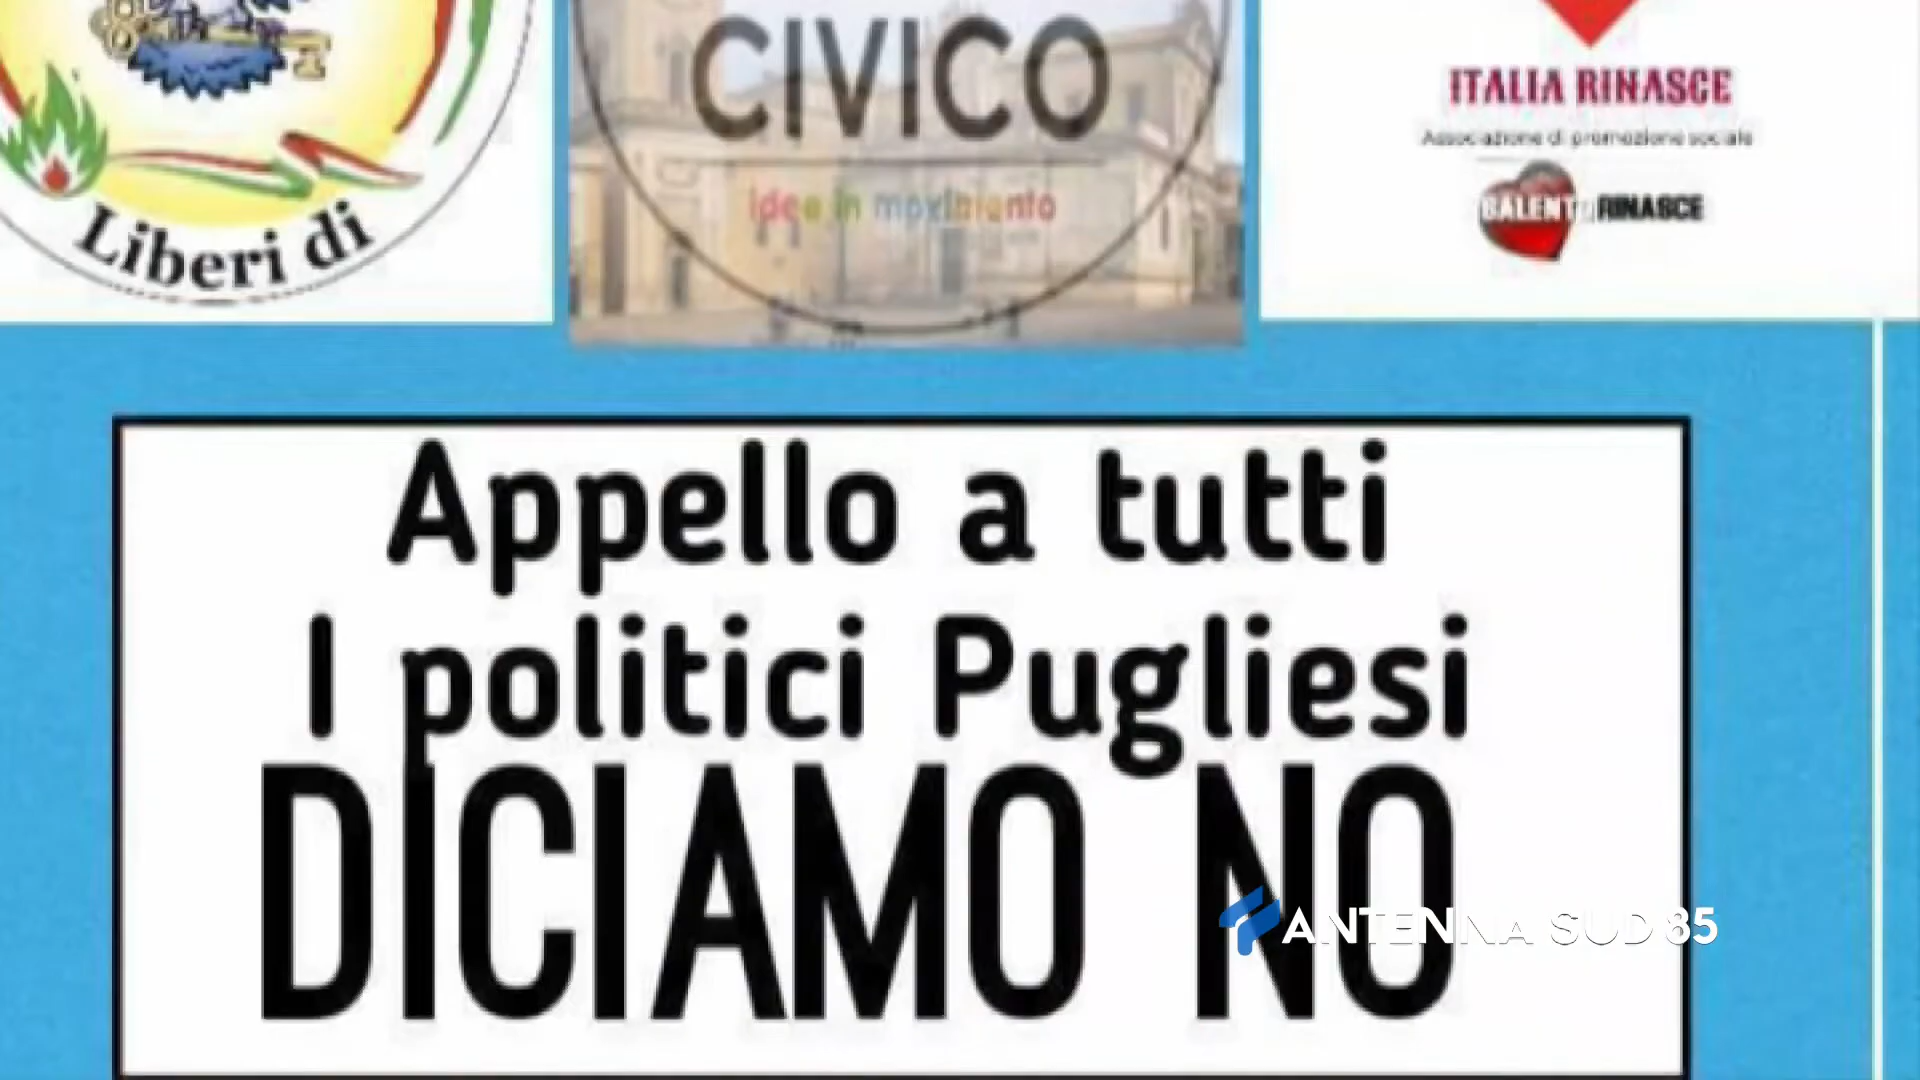 Liberi di
CIVICO
idee in movimento
ITALIA RINASCE
Associazione di promozione sociale
SALENTO RINASCE
Appello a tutti
I politici Pugliesi
DICIAMO NO
ANTENNA SUD 85